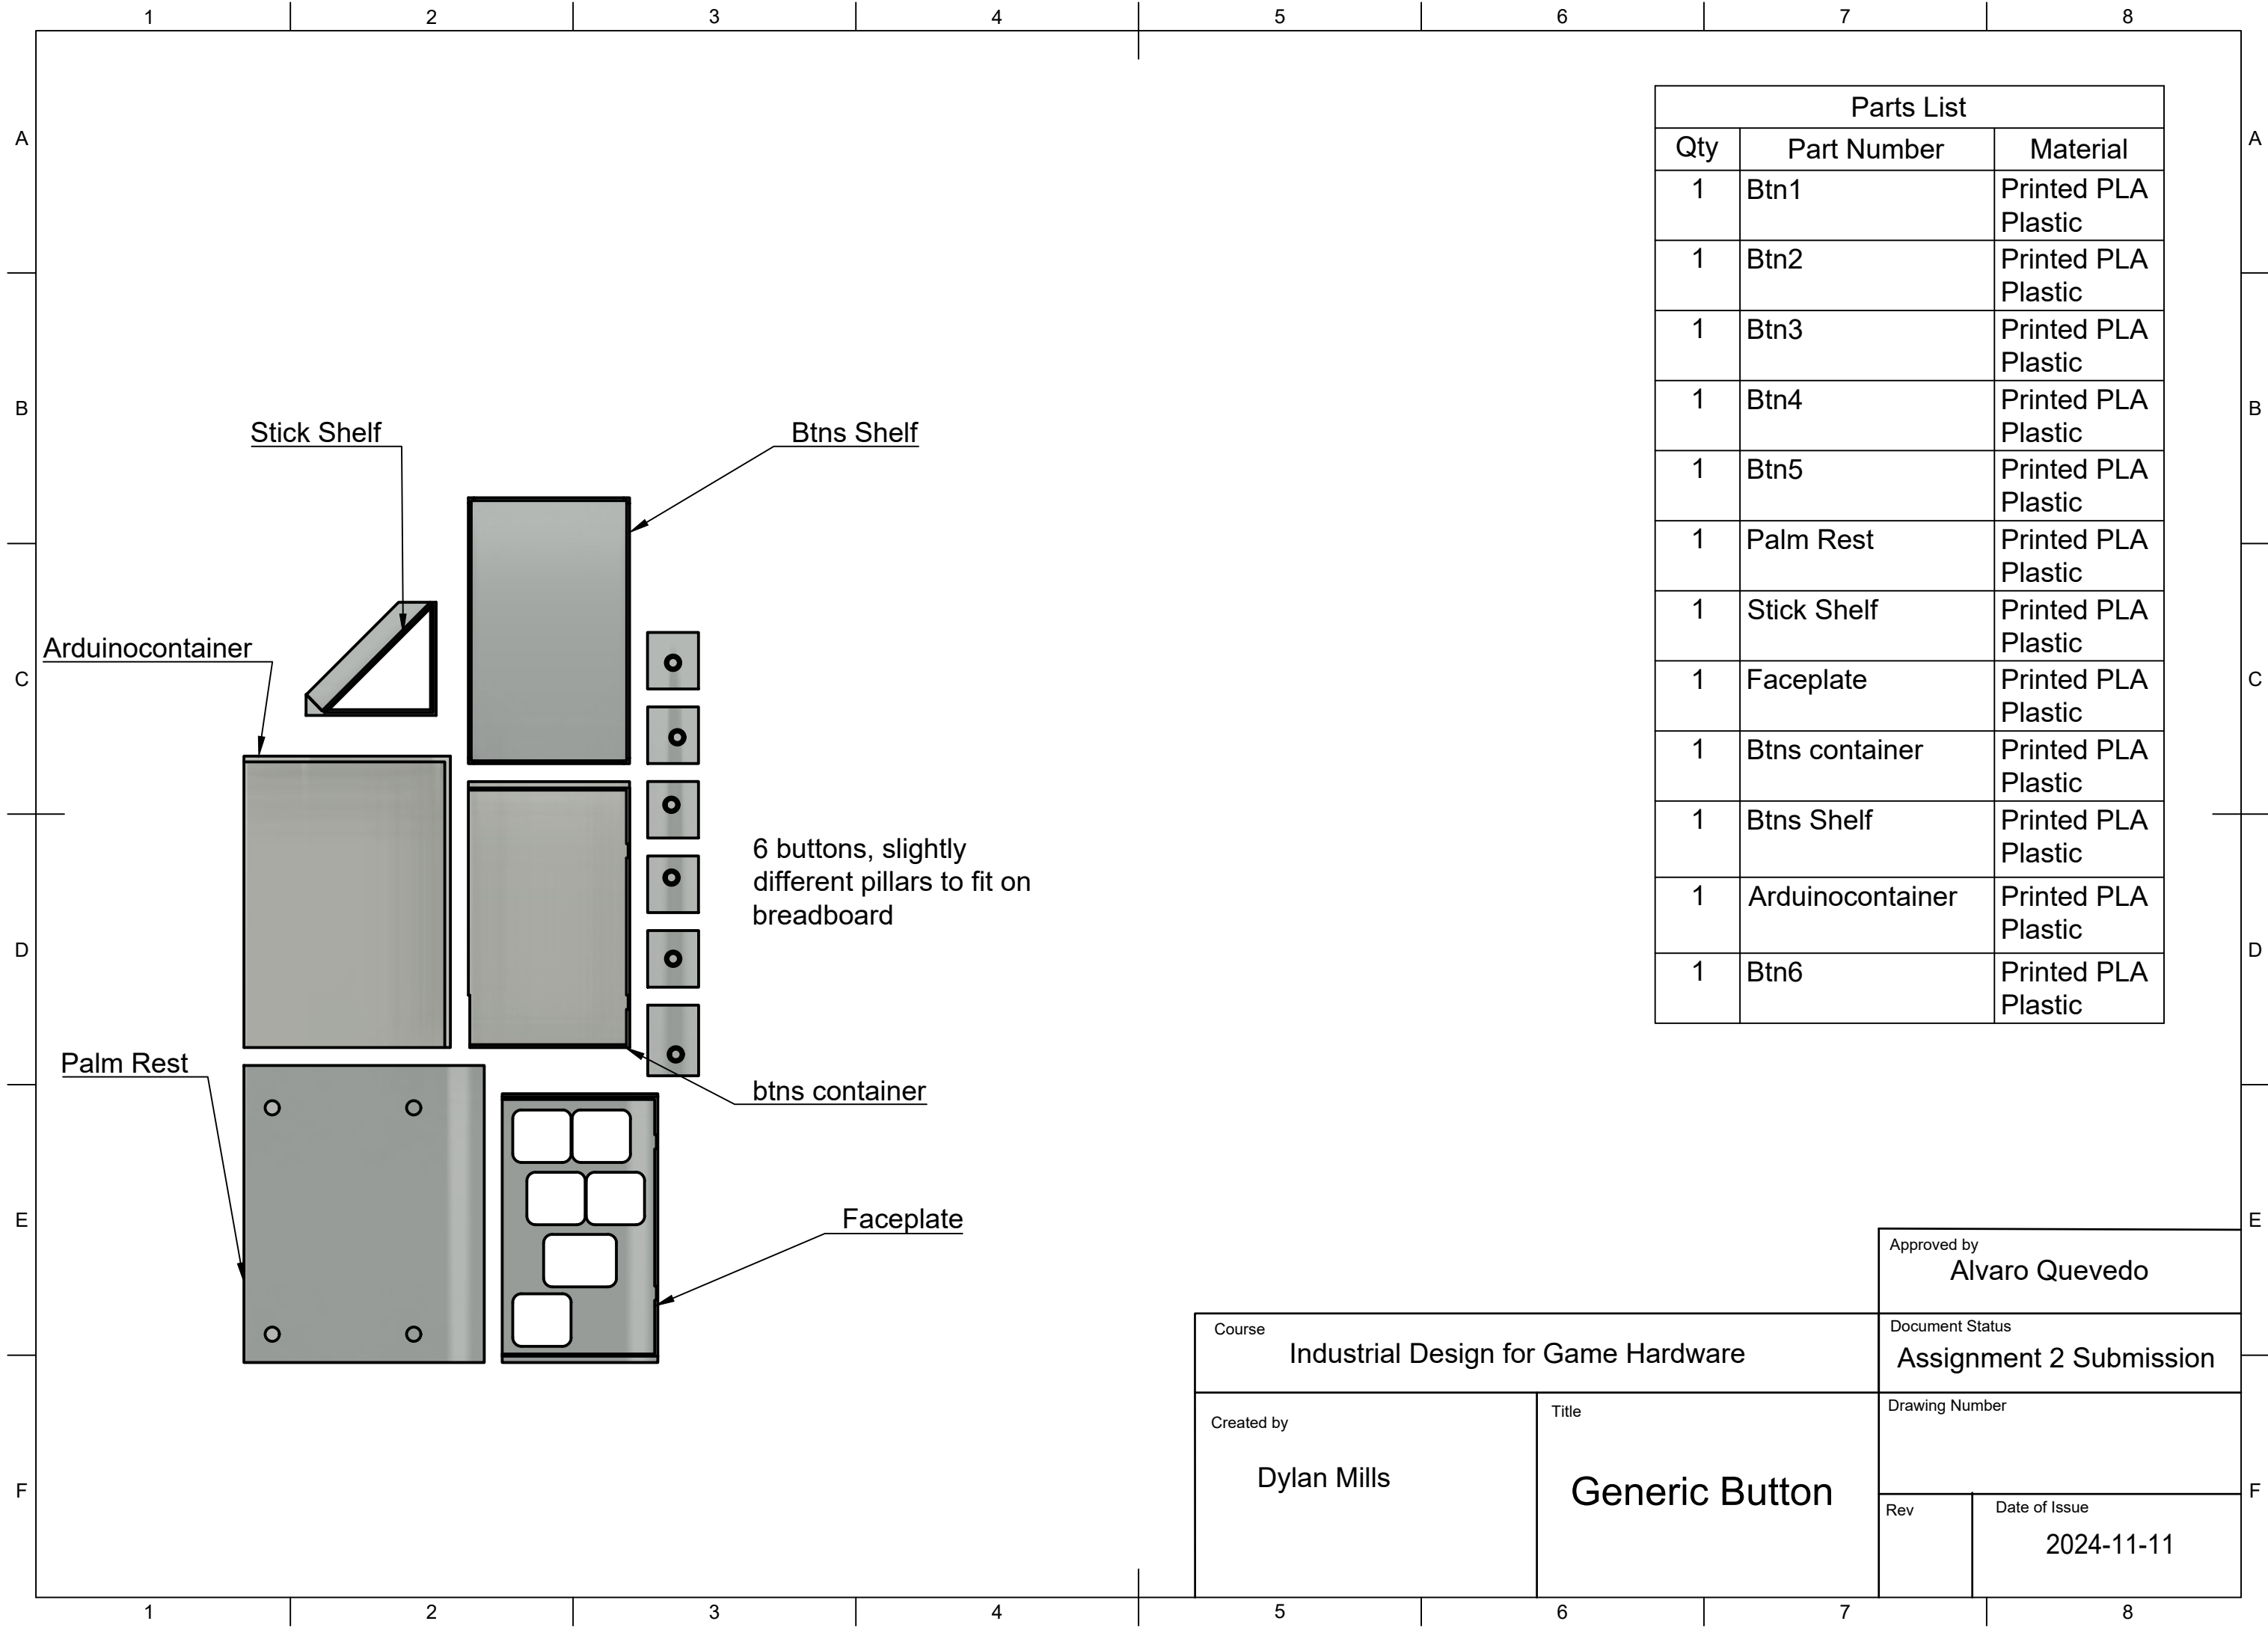 1 2 3 4 5 6 7 8
A A
B B
C C
D D
E E
F F
Parts List
Qty Part Number Material
1 Btn1 Printed PLA
Plastic
1 Btn2 Printed PLA
Plastic
1 Btn3 Printed PLA
Plastic
1 Btn4 Printed PLA
Plastic
1 Btn5 Printed PLA
Plastic
1 Palm Rest Printed PLA
Plastic
1 Stick Shelf Printed PLA
Plastic
1 Faceplate Printed PLA
Plastic
1 Btns container Printed PLA
Plastic
1 Btns Shelf Printed PLA
Plastic
1 Arduinocontainer Printed PLA
Plastic
1 Btn6 Printed PLA
Plastic
Stick Shelf
Btns Shelf
Arduinocontainer
6 buttons, slightly
different pillars to fit on
breadboard
Palm Rest
btns container
Faceplate
Approved by
Alvaro Quevedo
Course
Industrial Design for Game Hardware
Document Status
Assignment 2 Submission
Created by
Dylan Mills
Title
Generic Button
Drawing Number
Rev
Date of Issue
2024-11-11
1 2 3 4 5 6 7 8